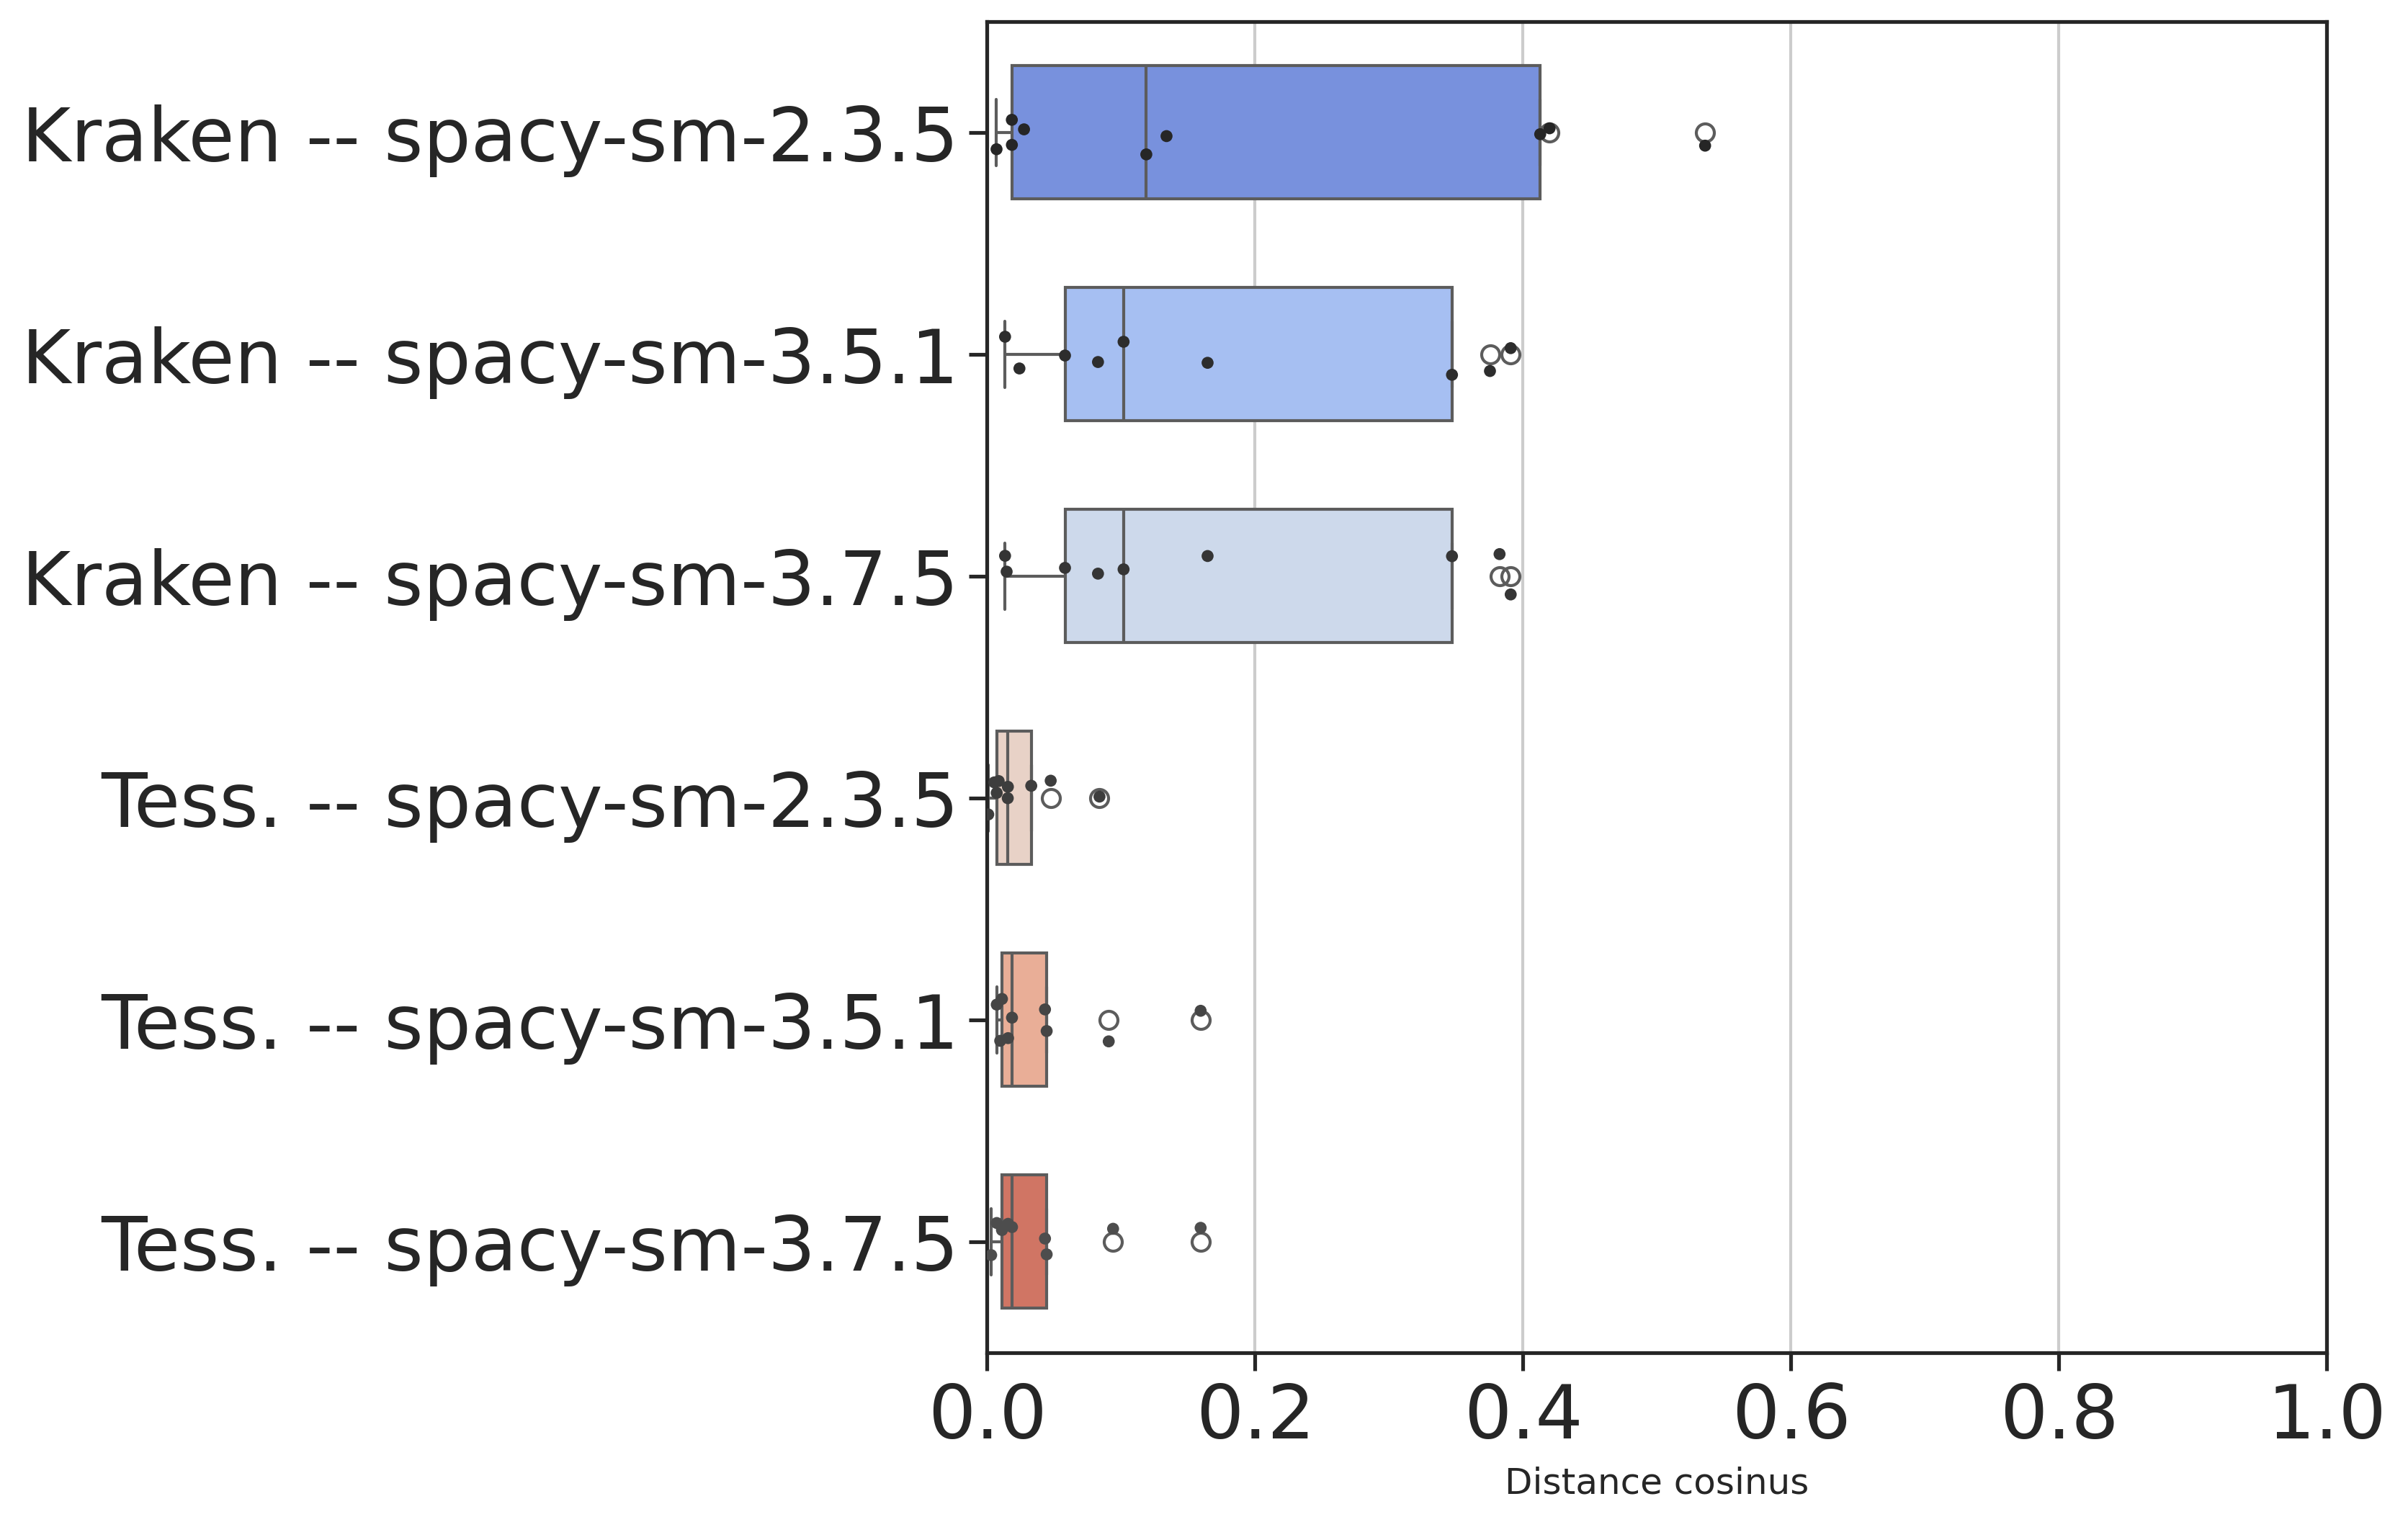 Kraken -- spacy-sm-2.3.5
Kraken -- spacy-sm-3.5.1
Kraken -- spacy-sm-3.7.5
Tess. -- spacy-sm-2.3.5
Tess. -- spacy-sm-3.5.1
Tess. -- spacy-sm-3.7.5
0.0 0.2 0.4 0.6 0.8 1.0
Distance cosinus